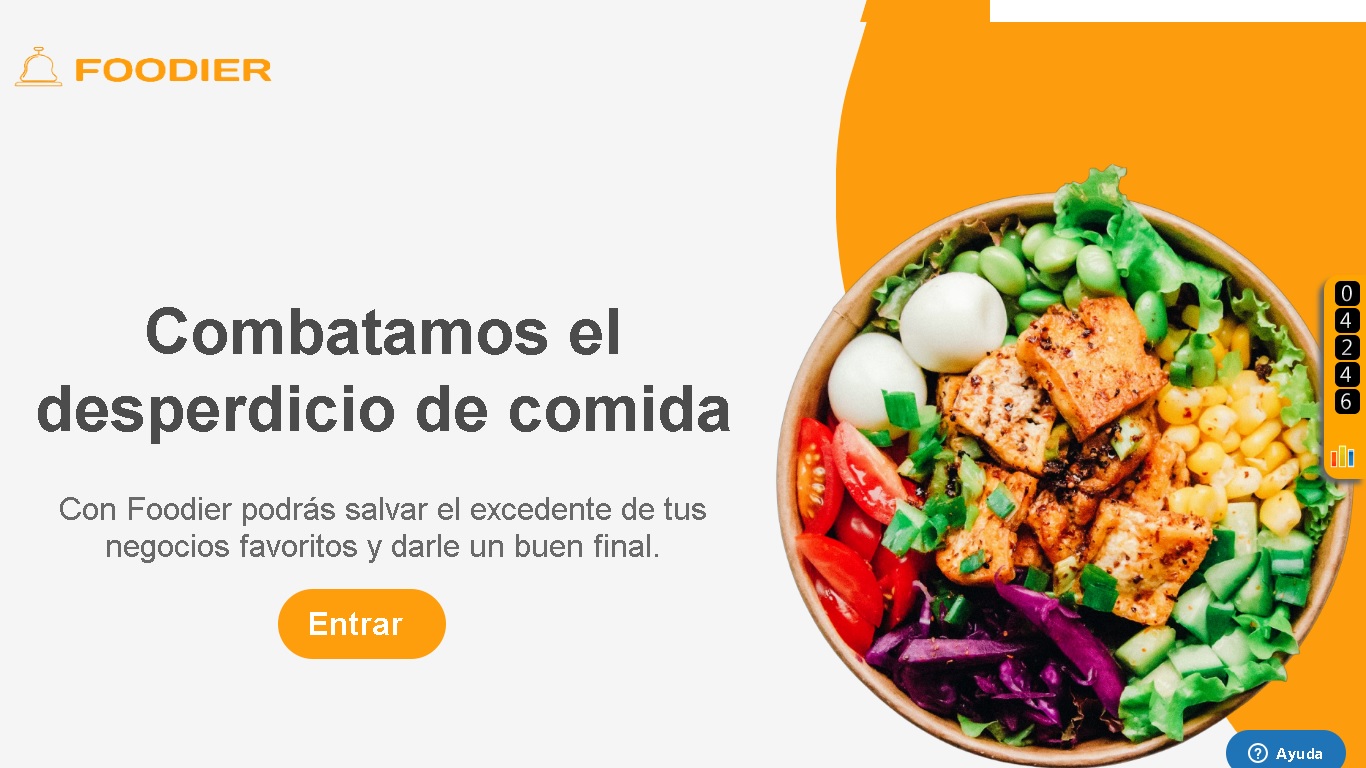 FOODIER
Combatamos el
desperdicio de comida
Con Foodier podrás salvar el excedente de tus
negocios favoritos y darle un buen final.
Entrar
0
4
2
4
6
? Ayuda